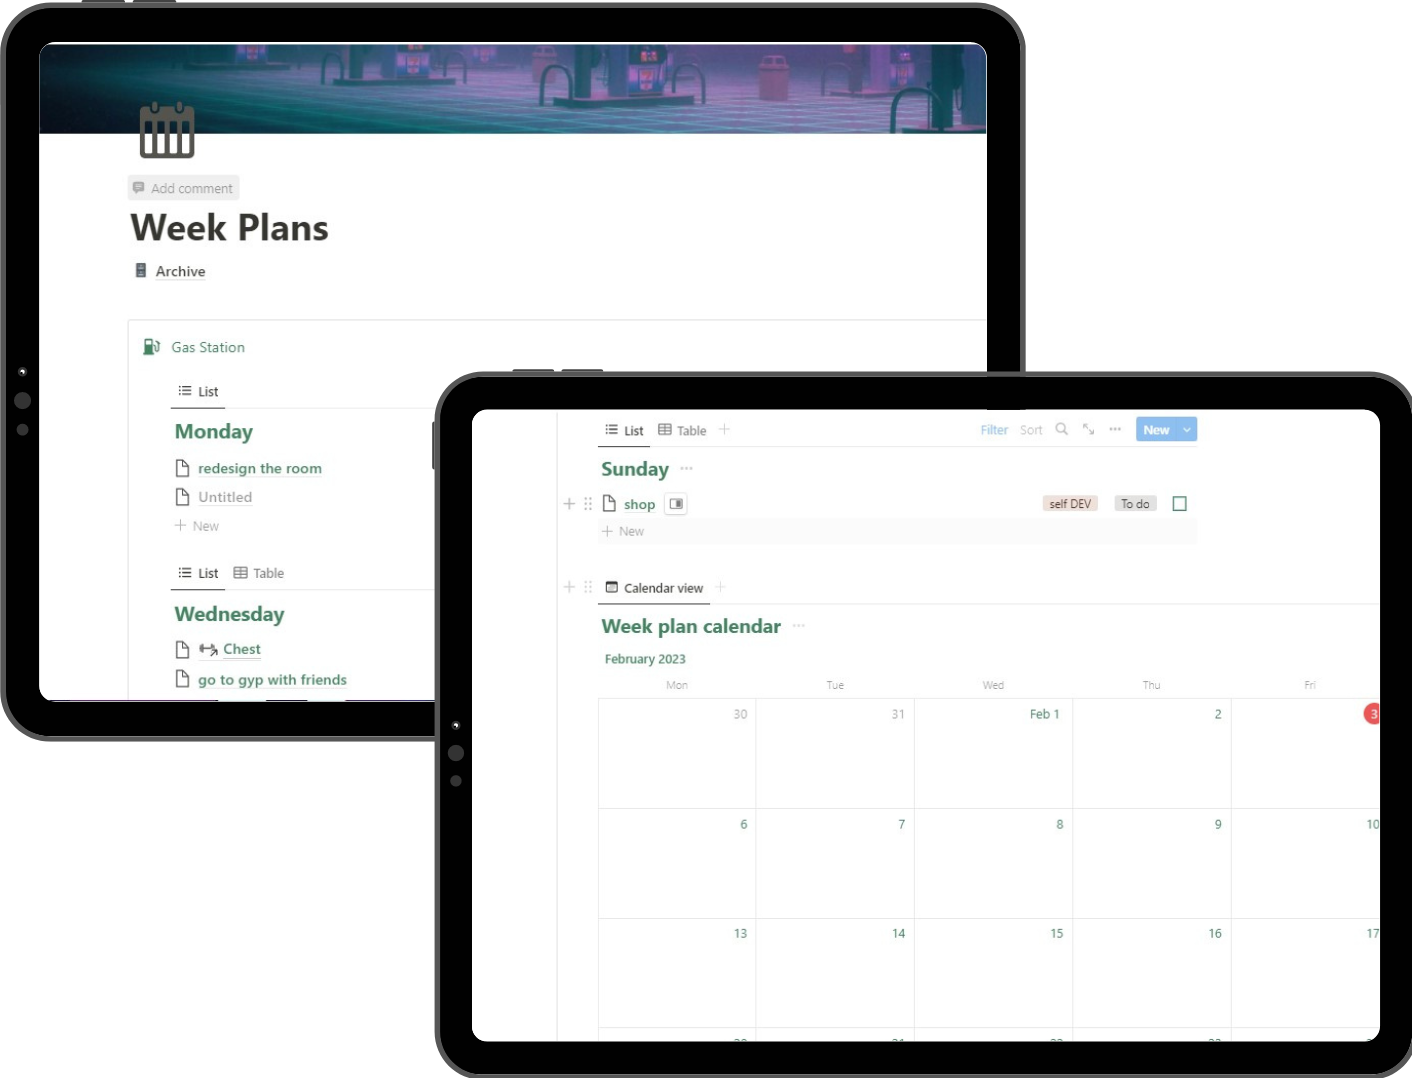 Add comment
Week Plans
Archive
Gas Station
List
Monday
redesign the room
Untitled
New
List Table
Wednesday
Chest
go to gyp with friends
List Table
Filter Sort New
Sunday
shop self DEV To do
New
Calendar view
Week plan calendar
February 2023
Mon Tue Wed Thu Fri
30 31 Feb 1 2 3
6 7 8 9 10
13 14 15 16 17